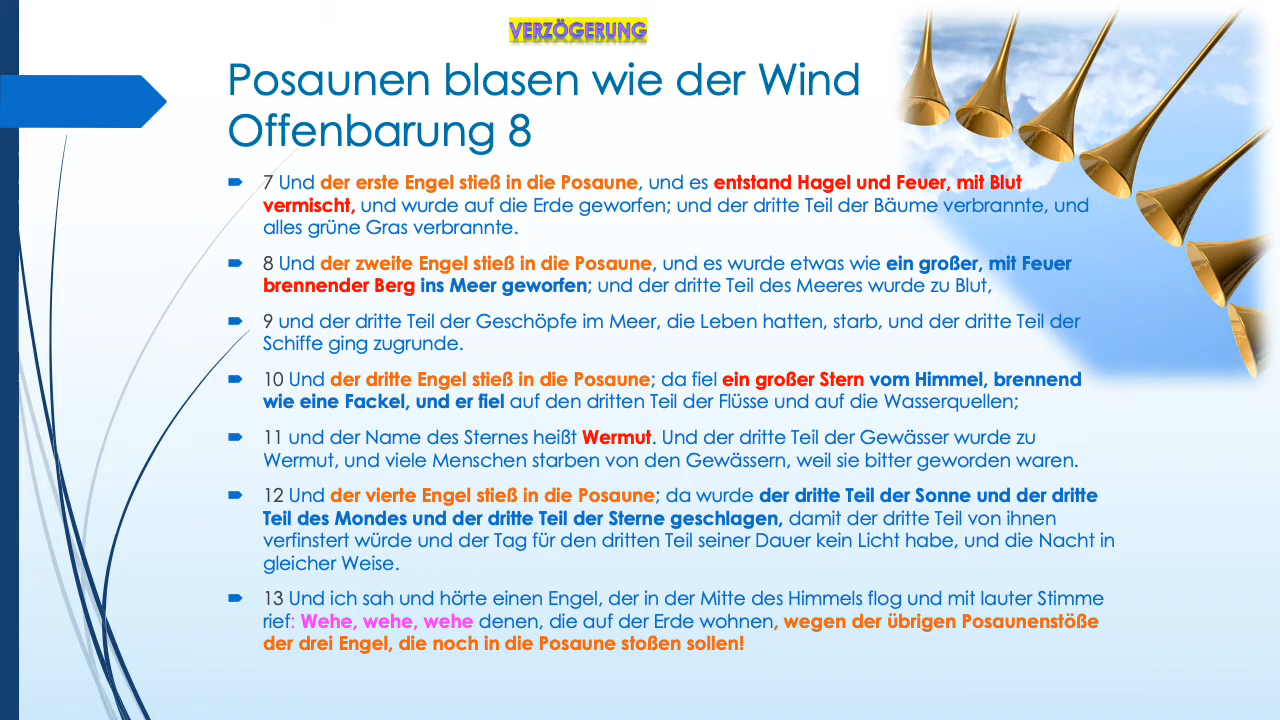 VERZÖGERUNG
Posaunen blasen wie der Wind
Offenbarung 8
7 Und der erste Engel stieß in die Posaune, und es entstand Hagel und Feuer, mit Blut
vermischt, und wurde auf die Erde geworfen; und der dritte Teil der Bäume verbrannte, und
alles grüne Gras verbrannte.
8 Und der zweite Engel stieß in die Posaune, und es wurde etwas wie ein großer, mit Feuer
brennender Berg ins Meer geworfen; und der dritte Teil des Meeres wurde zu Blut,
9 und der dritte Teil der Geschöpfe im Meer, die Leben hatten, starb, und der dritte Teil der
Schiffe ging zugrunde.
10 Und der dritte Engel stieß in die Posaune; da fiel ein großer Stern vom Himmel, brennend
wie eine Fackel, und er fiel auf den dritten Teil der Flüsse und auf die Wasserquellen;
11 und der Name des Sternes heißt Wermut. Und der dritte Teil der Gewässer wurde zu
Wermut, und viele Menschen starben von den Gewässern, weil sie bitter geworden waren.
12 Und der vierte Engel stieß in die Posaune; da wurde der dritte Teil der Sonne und der dritte
Teil des Mondes und der dritte Teil der Sterne geschlagen, damit der dritte Teil von ihnen
verfinstert würde und der Tag für den dritten Teil seiner Dauer kein Licht habe, und die Nacht in
gleicher Weise.
13 Und ich sah und hörte einen Engel, der in der Mitte des Himmels flog und mit lauter Stimme
rief: Wehe, wehe, wehe denen, die auf der Erde wohnen, wegen der übrigen Posaunenstöße
der drei Engel, die noch in die Posaune stoßen sollen!